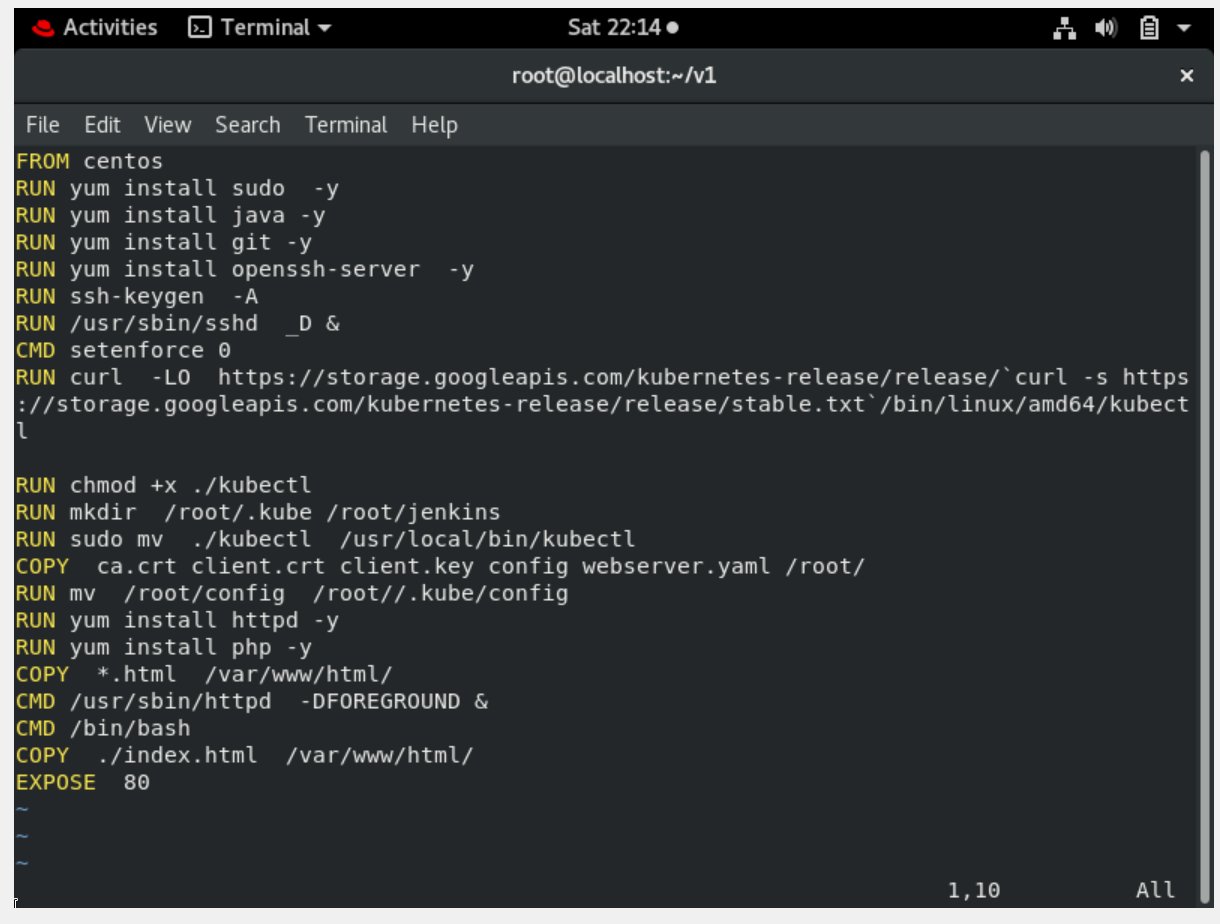 Activities Terminal Sat 22:14
root@localhost:~/v1 ×
File Edit View Search Terminal Help
FROM centos
RUN yum install sudo  -y
RUN yum install java -y
RUN yum install git -y
RUN yum install openssh-server  -y
RUN ssh-keygen  -A
RUN /usr/sbin/sshd  _D &
CMD setenforce 0
RUN curl  -LO  https://storage.googleapis.com/kubernetes-release/release/`curl -s https
://storage.googleapis.com/kubernetes-release/release/stable.txt`/bin/linux/amd64/kubect
l
RUN chmod +x ./kubectl
RUN mkdir  /root/.kube /root/jenkins
RUN sudo mv  ./kubectl  /usr/local/bin/kubectl
COPY  ca.crt client.crt client.key config webserver.yaml /root/
RUN mv  /root/config  /root//.kube/config
RUN yum install httpd -y
RUN yum install php -y
COPY  *.html  /var/www/html/
CMD /usr/sbin/httpd  -DFOREGROUND &
CMD /bin/bash
COPY  ./index.html  /var/www/html/
EXPOSE  80
~
~
~
1,10 All